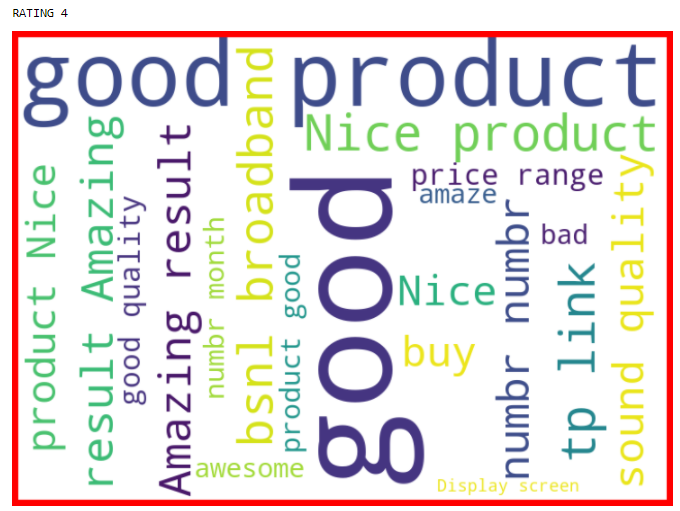 RATING 4
good product
Nice product
price range
amaze
bad
Nice
buy
awesome
Display screen
product Nice
result Amazing
good quality
Amazing result
numbr month
bsnl broadband
product good
good
numbr numbr
tp link
sound quality